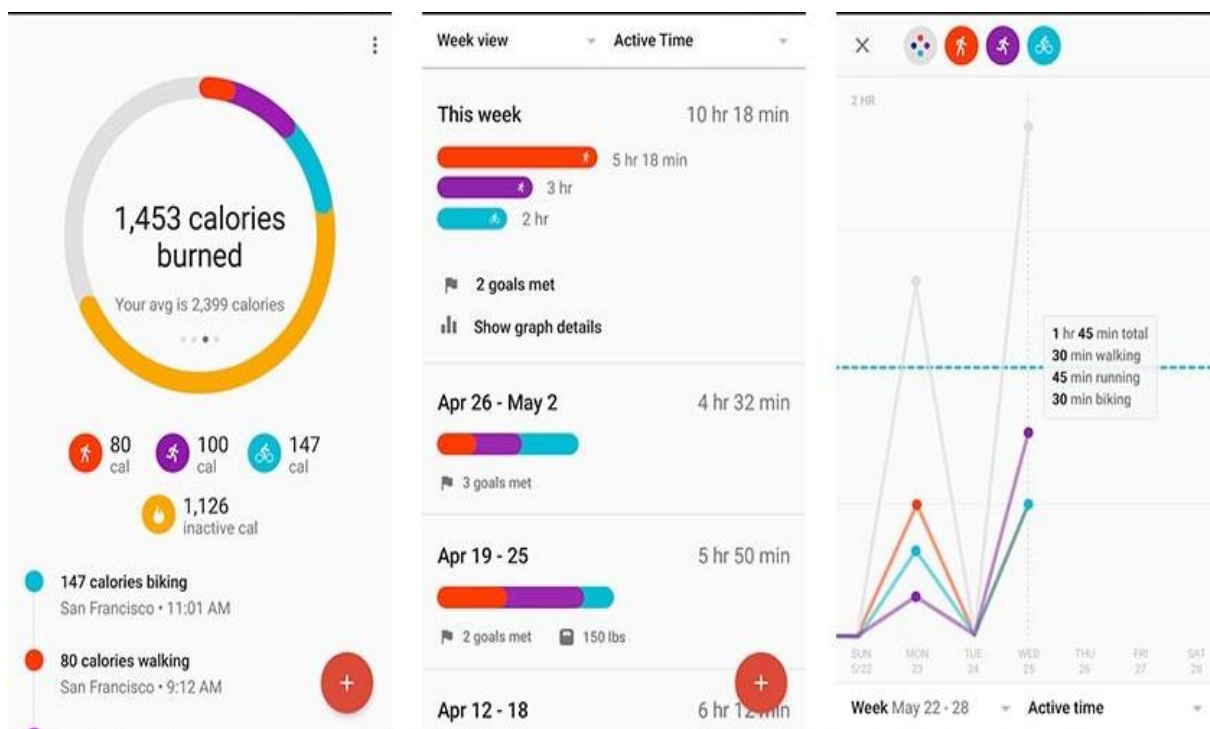 1,453 calories
burned
Your avg is 2,399 calories
80
cal
100
cal
147
cal
1,126
inactive cal
147 calories biking
San Francisco • 11:01 AM
80 calories walking
San Francisco • 9:12 AM
+
Week view
Active Time
This week
10 hr 18 min
5 hr 18 min
3 hr
2 hr
2 goals met
Show graph details
Apr 26 - May 2
4 hr 32 min
3 goals met
Apr 19 - 25
5 hr 50 min
2 goals met
150 lbs
Apr 12 - 18
6 hr 12 min
+
2 HR
1 hr 45 min total
30 min walking
45 min running
30 min biking
SUN MON TUE WED THU FRI SAT
5/22 23 24 25 26 27 28
Week May 22 - 28
Active time